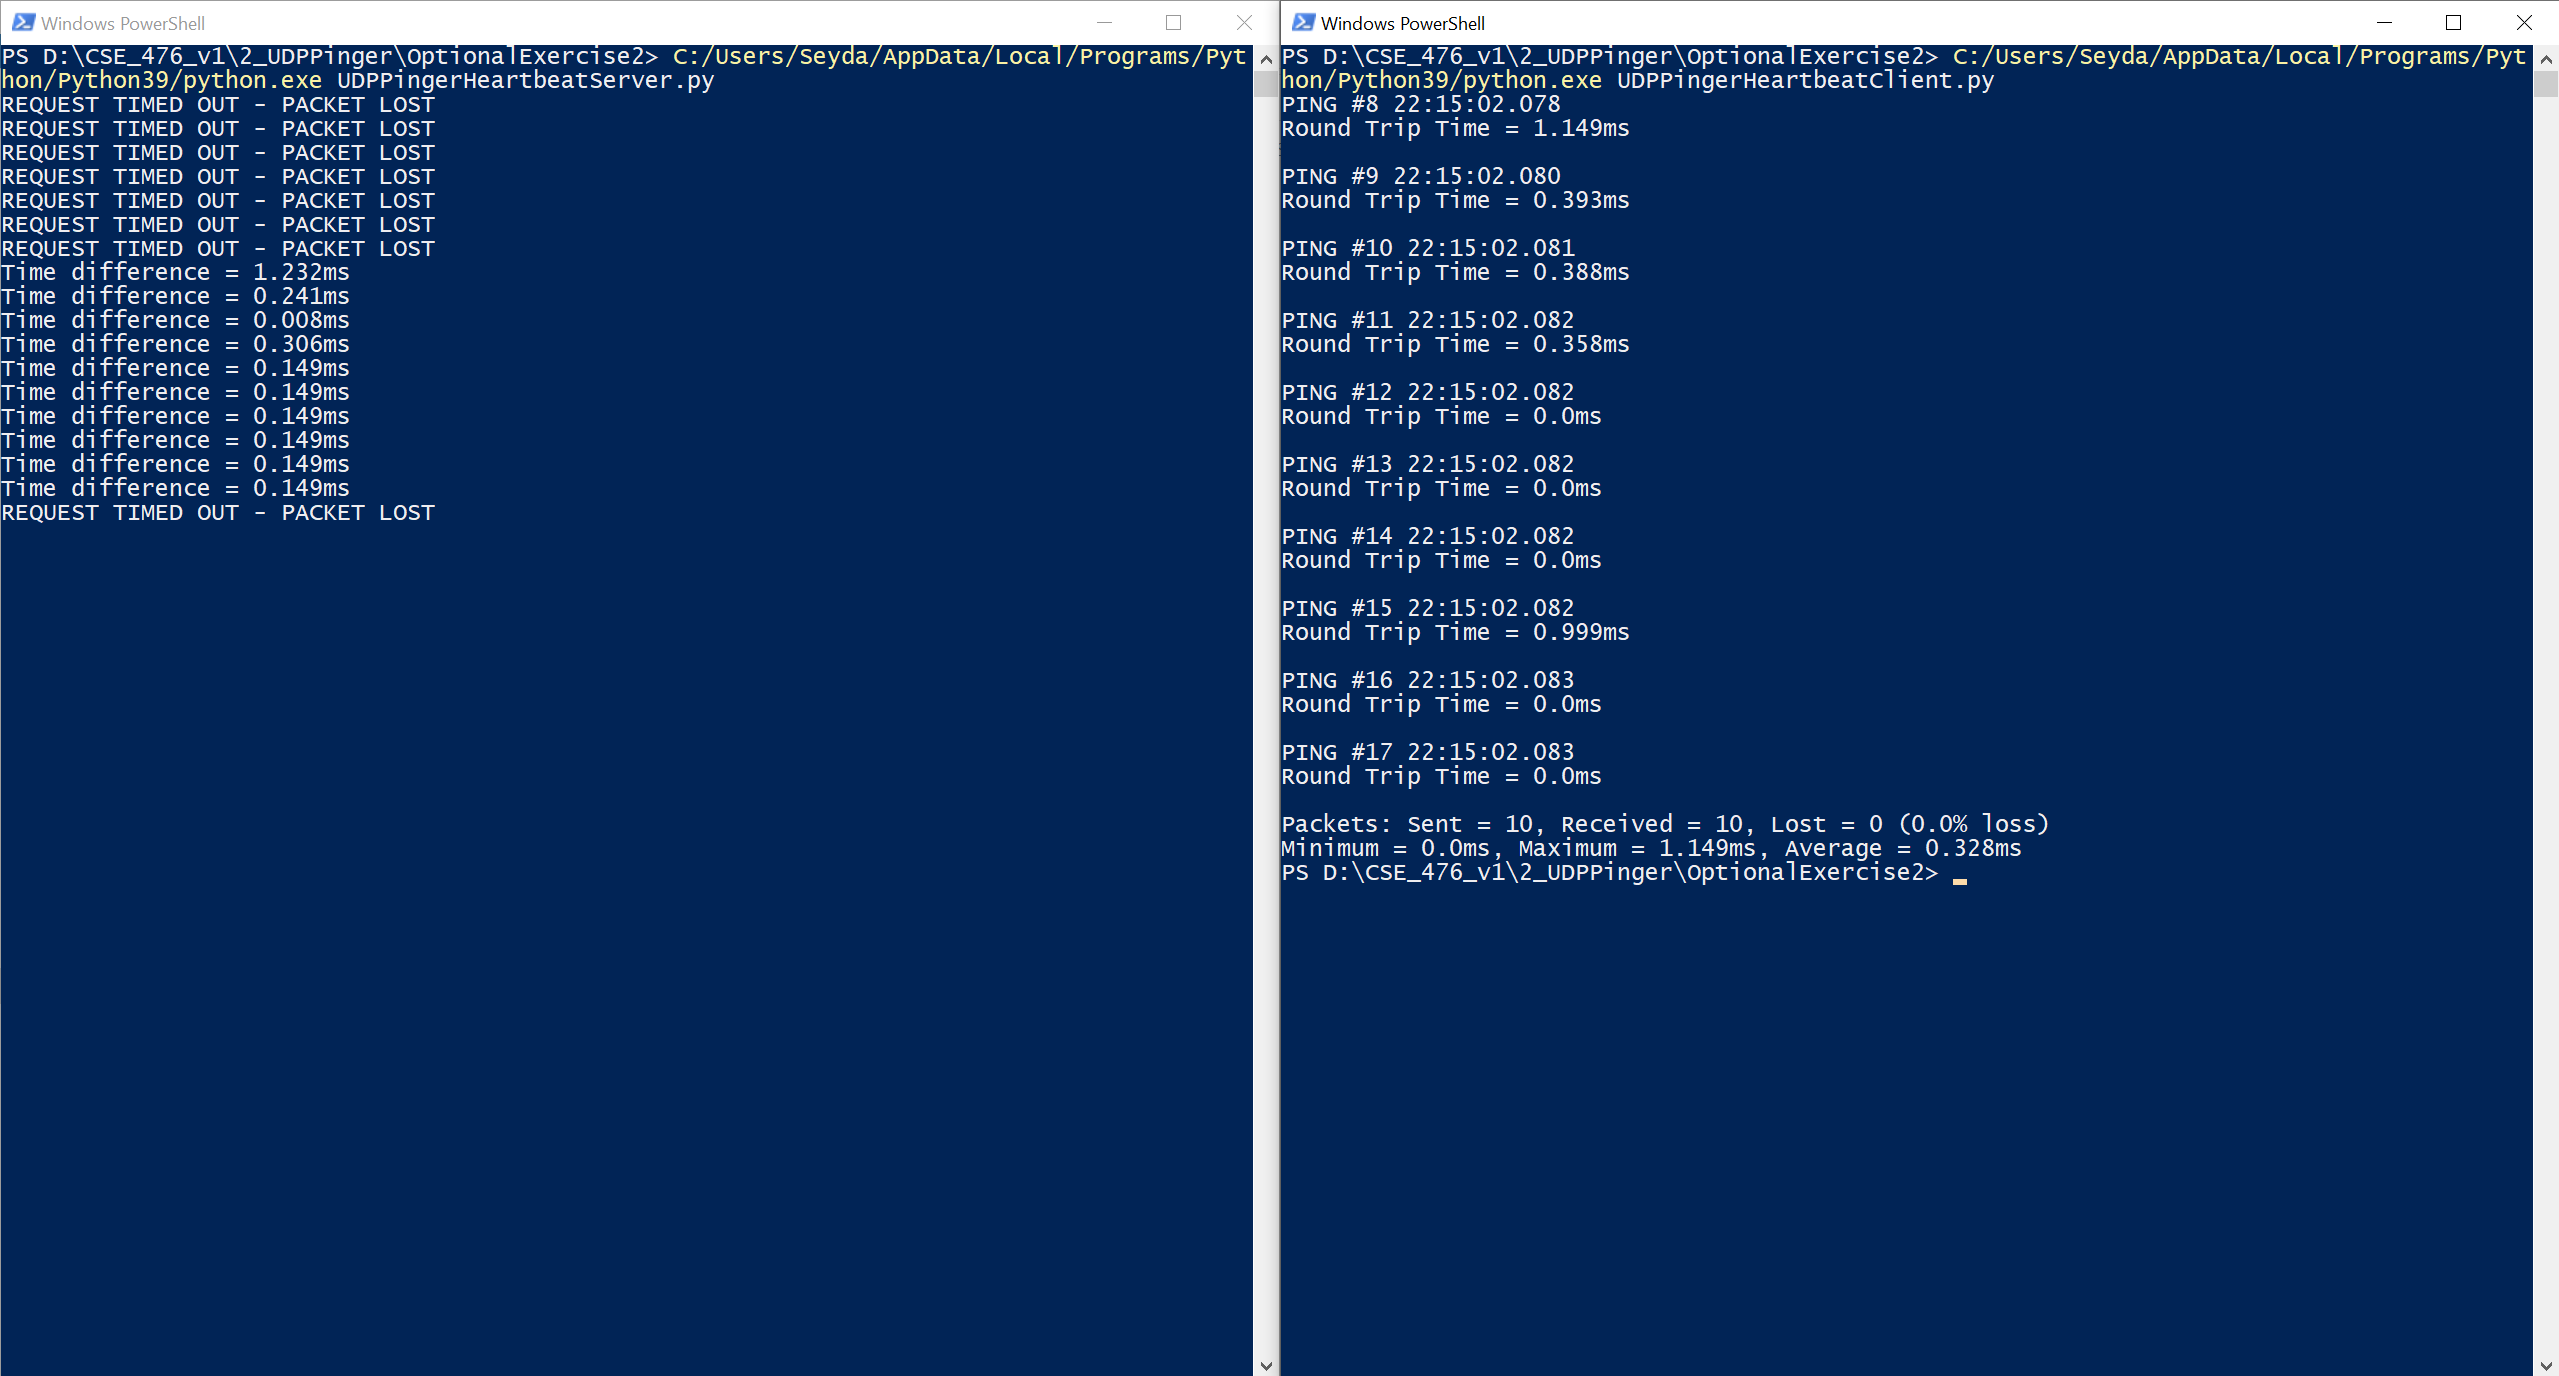 Windows PowerShell
PS D:\CSE_476_v1\2_UDPPinger\OptionalExercise2> C:/Users/Seyda/AppData/Local/Programs/Pyt
hon/Python39/python.exe UDPPingerHeartbeatServer.py
REQUEST TIMED OUT - PACKET LOST
REQUEST TIMED OUT - PACKET LOST
REQUEST TIMED OUT - PACKET LOST
REQUEST TIMED OUT - PACKET LOST
REQUEST TIMED OUT - PACKET LOST
REQUEST TIMED OUT - PACKET LOST
REQUEST TIMED OUT - PACKET LOST
Time difference = 1.232ms
Time difference = 0.241ms
Time difference = 0.008ms
Time difference = 0.306ms
Time difference = 0.149ms
Time difference = 0.149ms
Time difference = 0.149ms
Time difference = 0.149ms
Time difference = 0.149ms
Time difference = 0.149ms
REQUEST TIMED OUT - PACKET LOST
Windows PowerShell
PS D:\CSE_476_v1\2_UDPPinger\OptionalExercise2> C:/Users/Seyda/AppData/Local/Programs/Pyt
hon/Python39/python.exe UDPPingerHeartbeatClient.py
PING #8 22:15:02.078
Round Trip Time = 1.149ms
PING #9 22:15:02.080
Round Trip Time = 0.393ms
PING #10 22:15:02.081
Round Trip Time = 0.388ms
PING #11 22:15:02.082
Round Trip Time = 0.358ms
PING #12 22:15:02.082
Round Trip Time = 0.0ms
PING #13 22:15:02.082
Round Trip Time = 0.0ms
PING #14 22:15:02.082
Round Trip Time = 0.0ms
PING #15 22:15:02.082
Round Trip Time = 0.999ms
PING #16 22:15:02.083
Round Trip Time = 0.0ms
PING #17 22:15:02.083
Round Trip Time = 0.0ms
Packets: Sent = 10, Received = 10, Lost = 0 (0.0% loss)
Minimum = 0.0ms, Maximum = 1.149ms, Average = 0.328ms
PS D:\CSE_476_v1\2_UDPPinger\OptionalExercise2> _